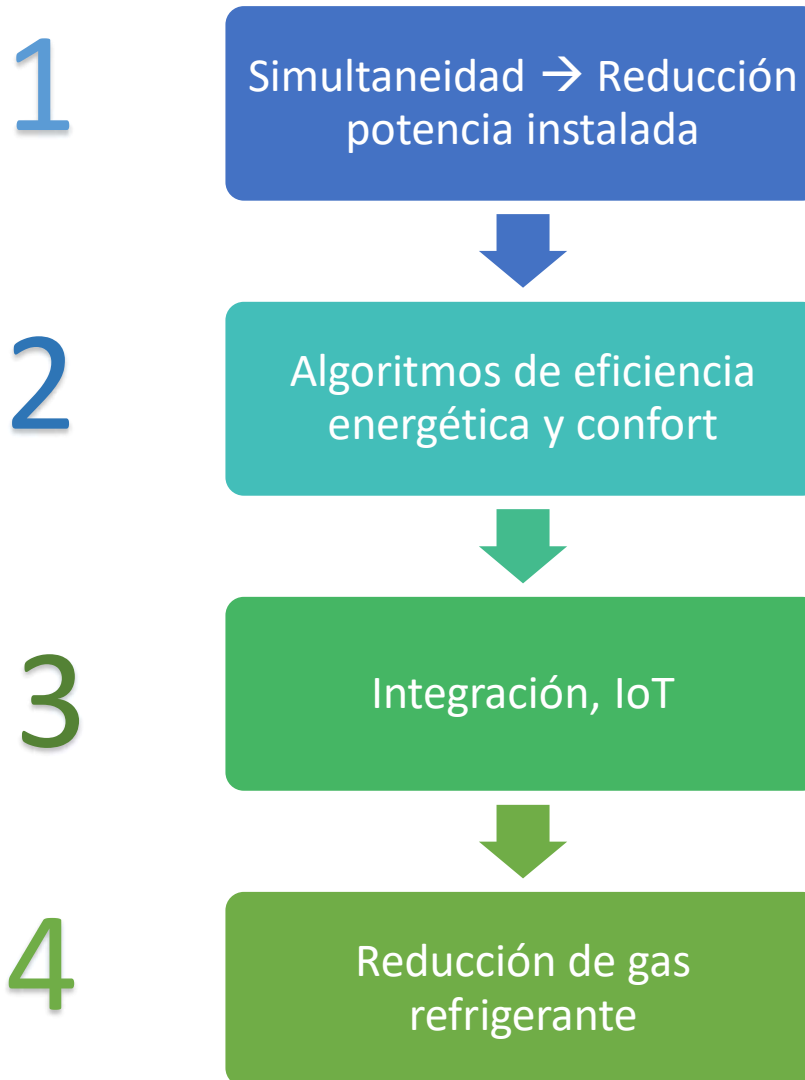 1
Simultaneidad → Reducción
potencia instalada
2
Algoritmos de eficiencia
energética y confort
3
Integración, IoT
4
Reducción de gas
refrigerante